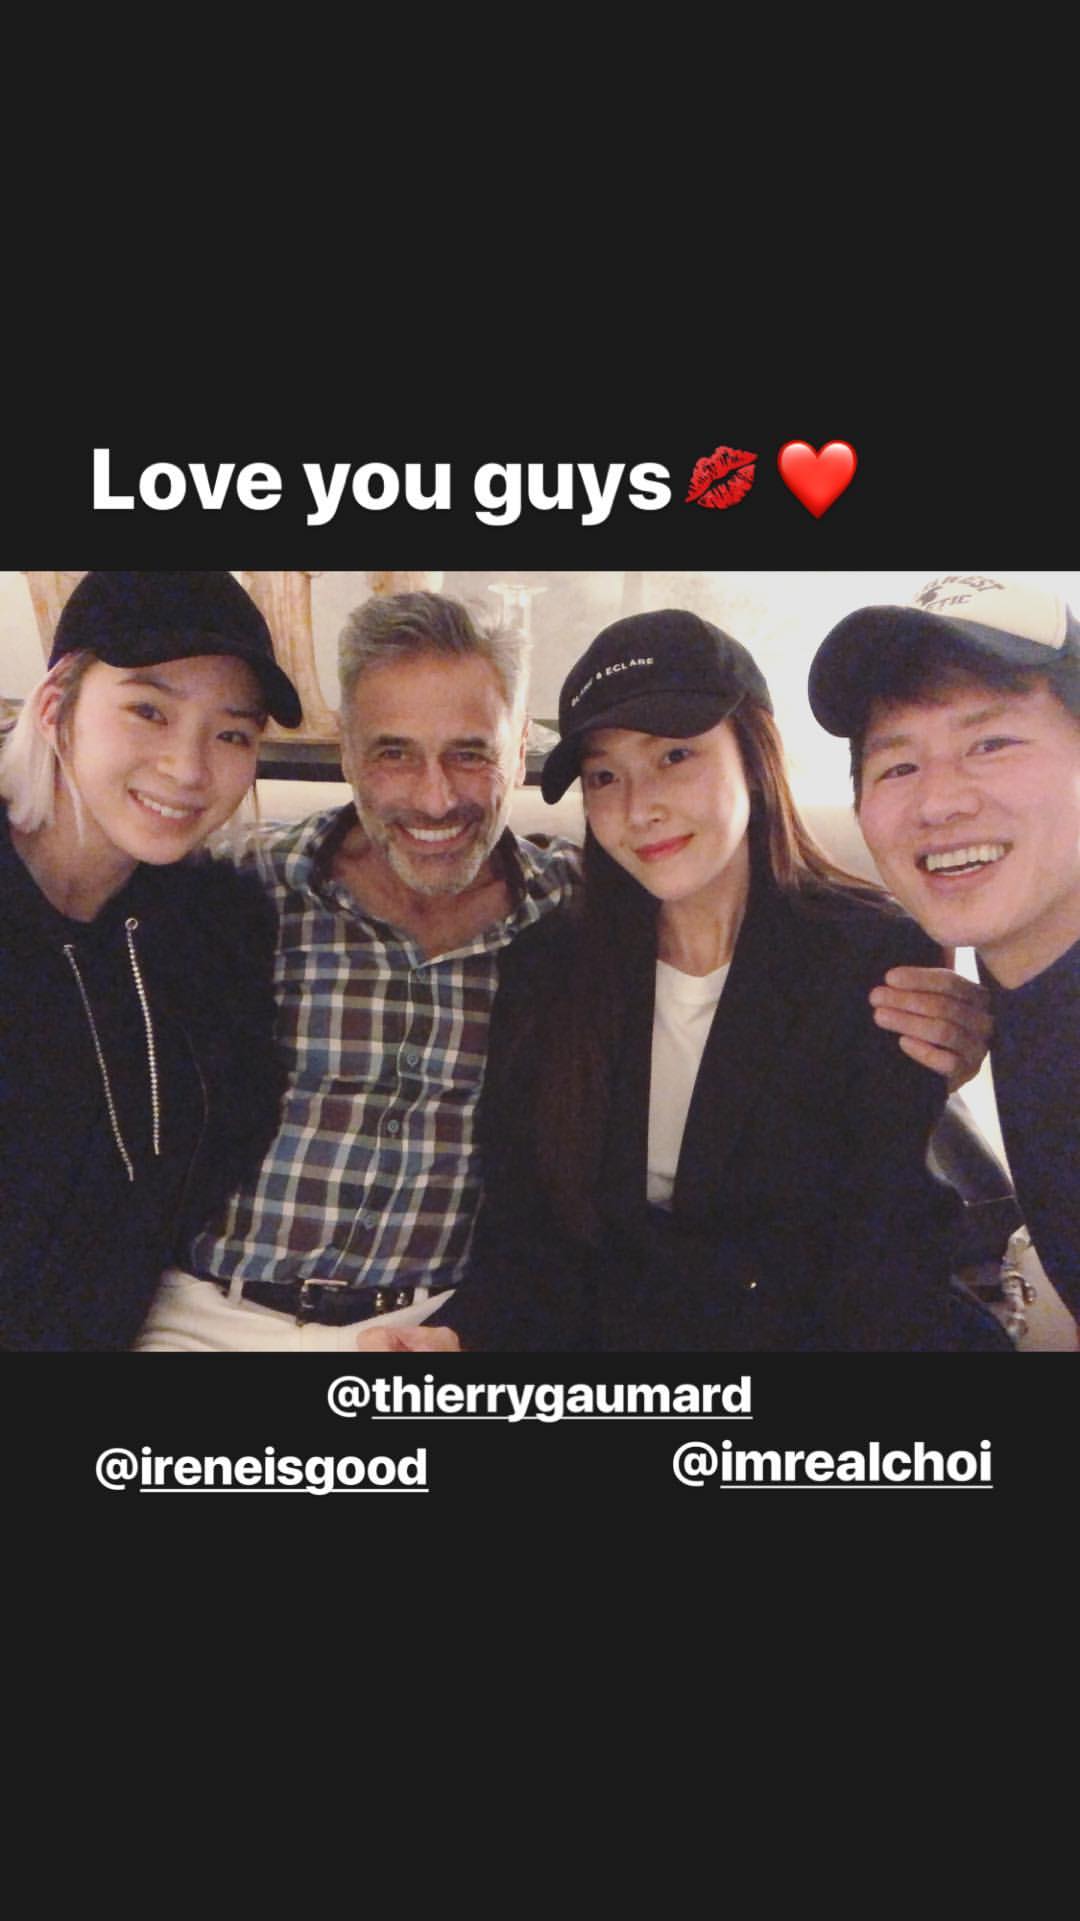 Love you guys💋❤️
BLANC & ECLARE
@thierrygaumard
@ireneisgood
@imrealchoi